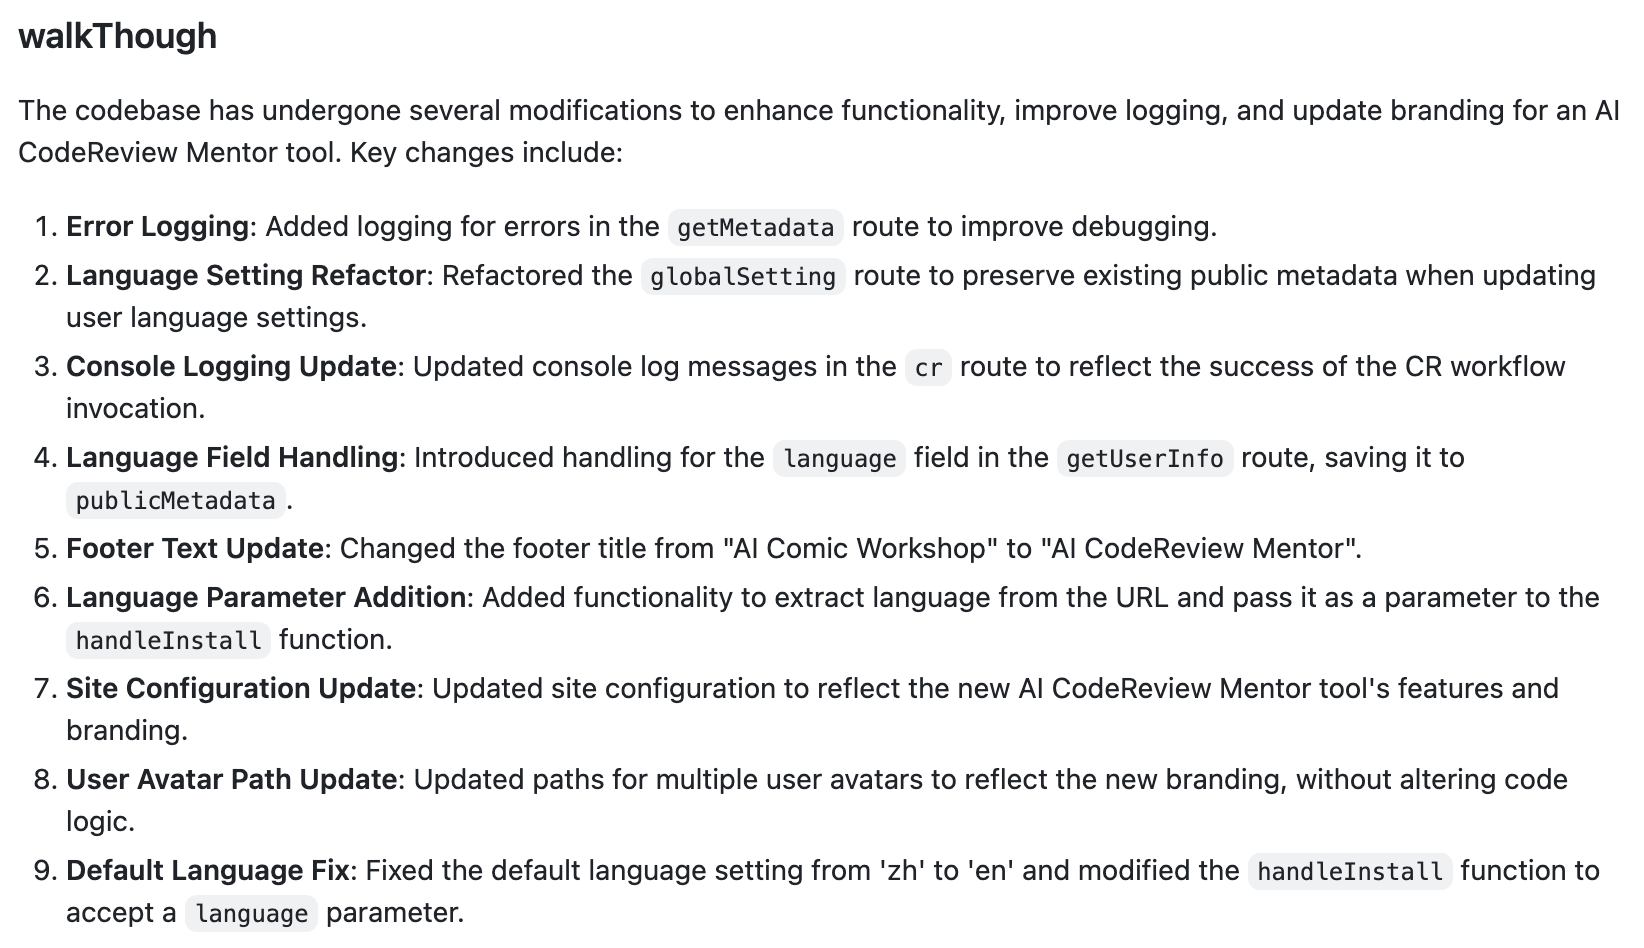 walkThough
The codebase has undergone several modifications to enhance functionality, improve logging, and update branding for an AI
CodeReview Mentor tool. Key changes include:
1. Error Logging: Added logging for errors in the getMetadata route to improve debugging.
2. Language Setting Refactor: Refactored the globalSetting route to preserve existing public metadata when updating
user language settings.
3. Console Logging Update: Updated console log messages in the cr route to reflect the success of the CR workflow
invocation.
4. Language Field Handling: Introduced handling for the language field in the getUserInfo route, saving it to
publicMetadata.
5. Footer Text Update: Changed the footer title from "AI Comic Workshop" to "AI CodeReview Mentor".
6. Language Parameter Addition: Added functionality to extract language from the URL and pass it as a parameter to the
handleInstall function.
7. Site Configuration Update: Updated site configuration to reflect the new AI CodeReview Mentor tool's features and
branding.
8. User Avatar Path Update: Updated paths for multiple user avatars to reflect the new branding, without altering code
logic.
9. Default Language Fix: Fixed the default language setting from 'zh' to 'en' and modified the handleInstall function to
accept a language parameter.